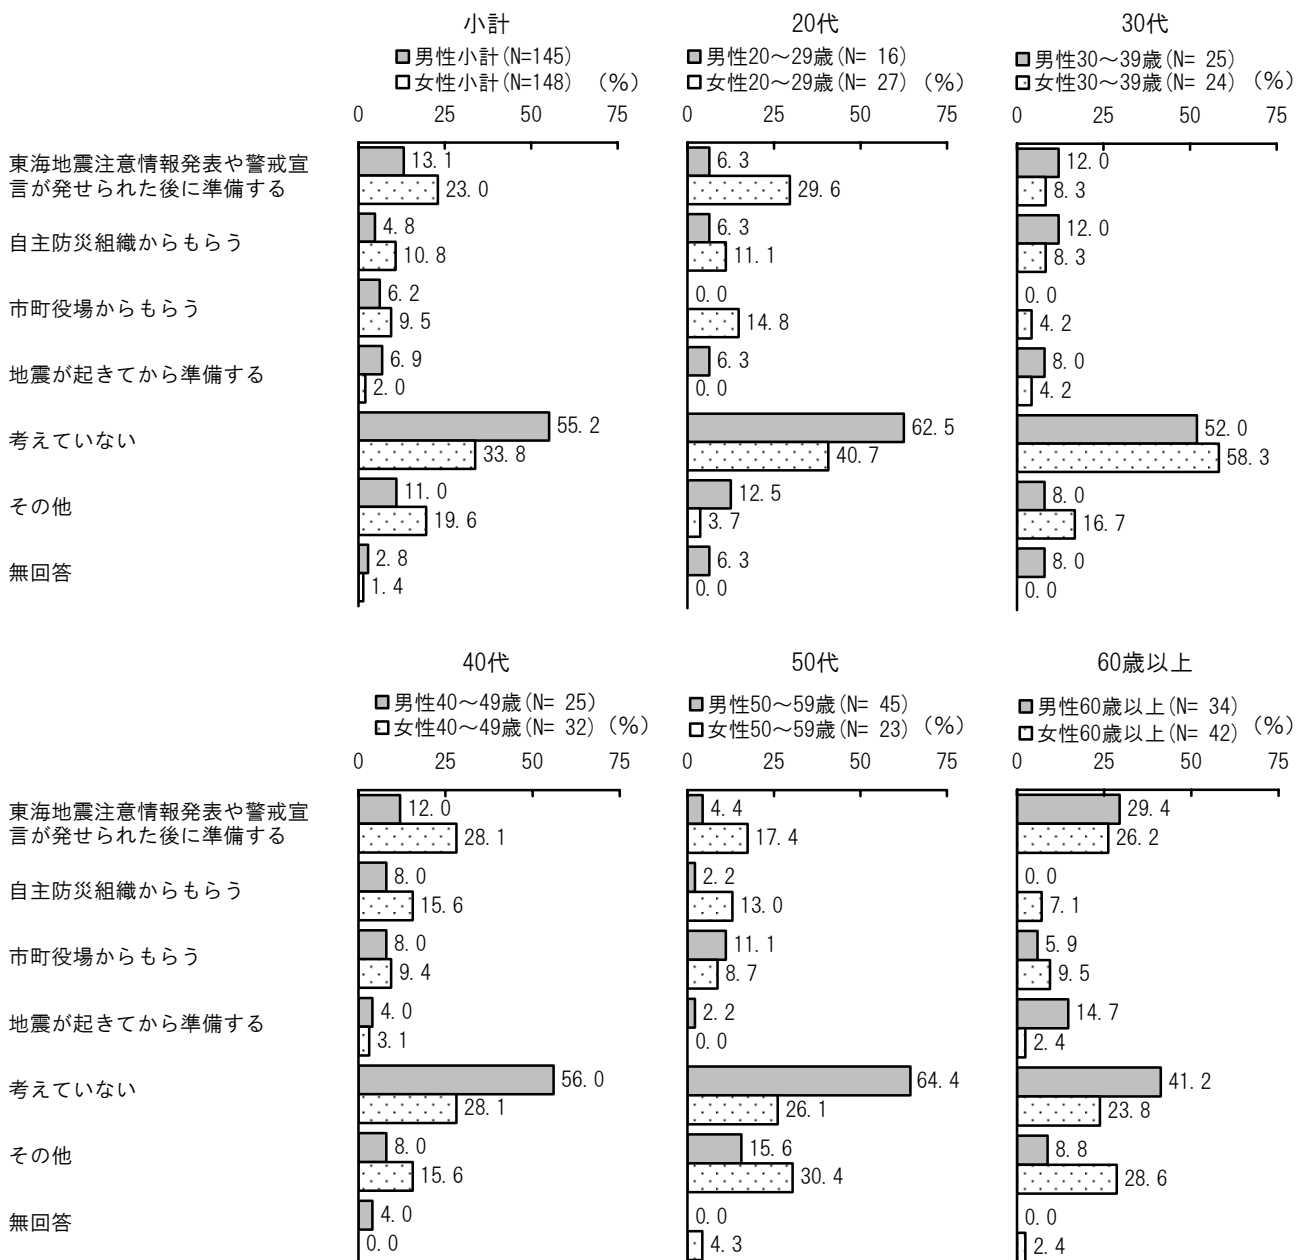 小計
■男性小計(N=145)
□女性小計(N=148) (%)
0 25 50 75
20代
■男性20～29歳(N= 16)
□女性20～29歳(N= 27) (%)
0 25 50 75
30代
■男性30～39歳(N= 25)
□女性30～39歳(N= 24) (%)
0 25 50 75
東海地震注意情報発表や警戒宣
言が発せられた後に準備する
13.1 6.3 12.0
23.0 29.6 8.3
自主防災組織からもらう
4.8 6.3 12.0
10.8 11.1 8.3
市町役場からもらう
6.2 0.0 0.0
9.5 14.8 4.2
地震が起きてから準備する
6.9 6.3 8.0
2.0 0.0 4.2
考えていない
55.2 62.5 52.0
33.8 40.7 58.3
その他
11.0 12.5 8.0
19.6 3.7 16.7
無回答
2.8 6.3 8.0
1.4 0.0 0.0
40代
■男性40～49歳(N= 25)
□女性40～49歳(N= 32) (%)
0 25 50 75
50代
■男性50～59歳(N= 45)
□女性50～59歳(N= 23) (%)
0 25 50 75
60歳以上
■男性60歳以上(N= 34)
□女性60歳以上(N= 42) (%)
0 25 50 75
東海地震注意情報発表や警戒宣
言が発せられた後に準備する
12.0 4.4 29.4
28.1 17.4 26.2
自主防災組織からもらう
8.0 2.2 0.0
15.6 13.0 7.1
市町役場からもらう
8.0 11.1 5.9
9.4 8.7 9.5
地震が起きてから準備する
4.0 2.2 14.7
3.1 0.0 2.4
考えていない
56.0 64.4 41.2
28.1 26.1 23.8
その他
8.0 15.6 8.8
15.6 30.4 28.6
無回答
4.0 0.0 0.0
0.0 4.3 2.4